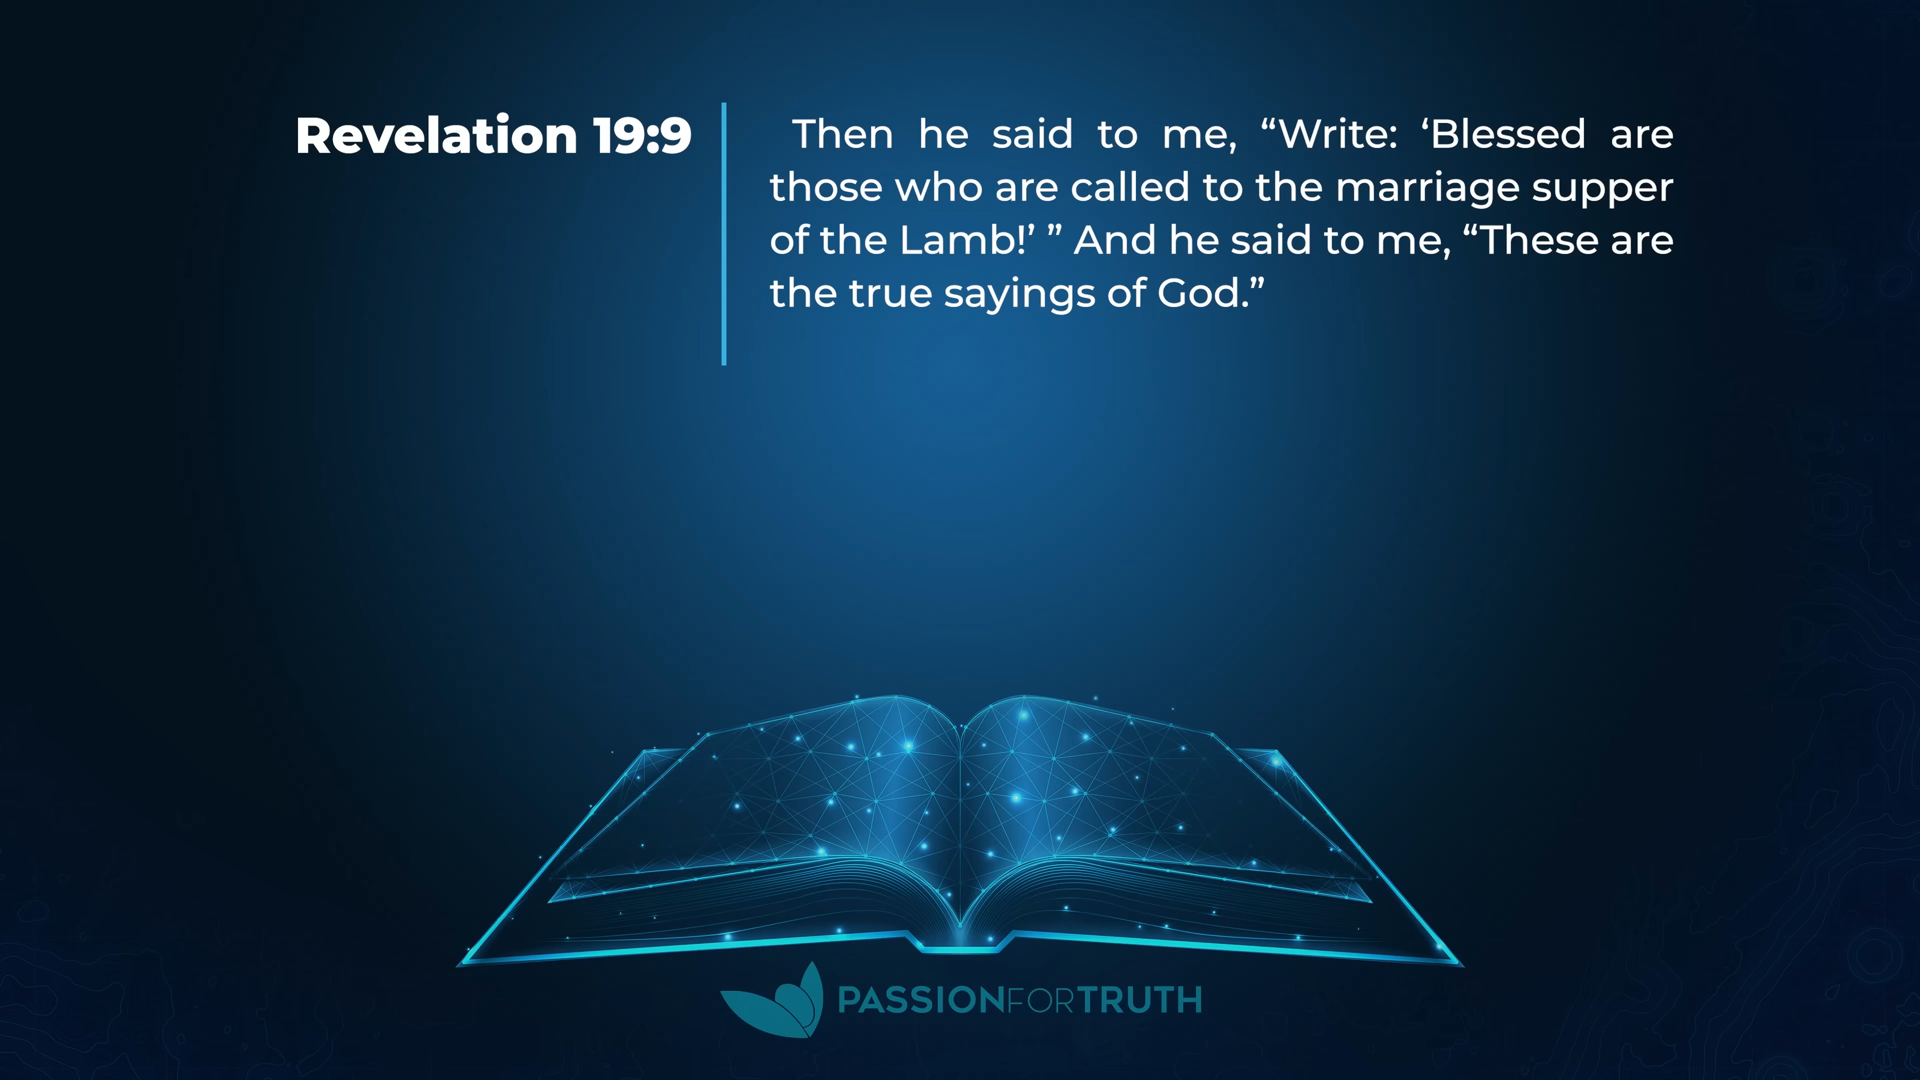 Revelation 19:9
Then he said to me, “Write: ‘Blessed are
those who are called to the marriage supper
of the Lamb!’ ” And he said to me, “These are
the true sayings of God.”
PASSIONFORTRUTH